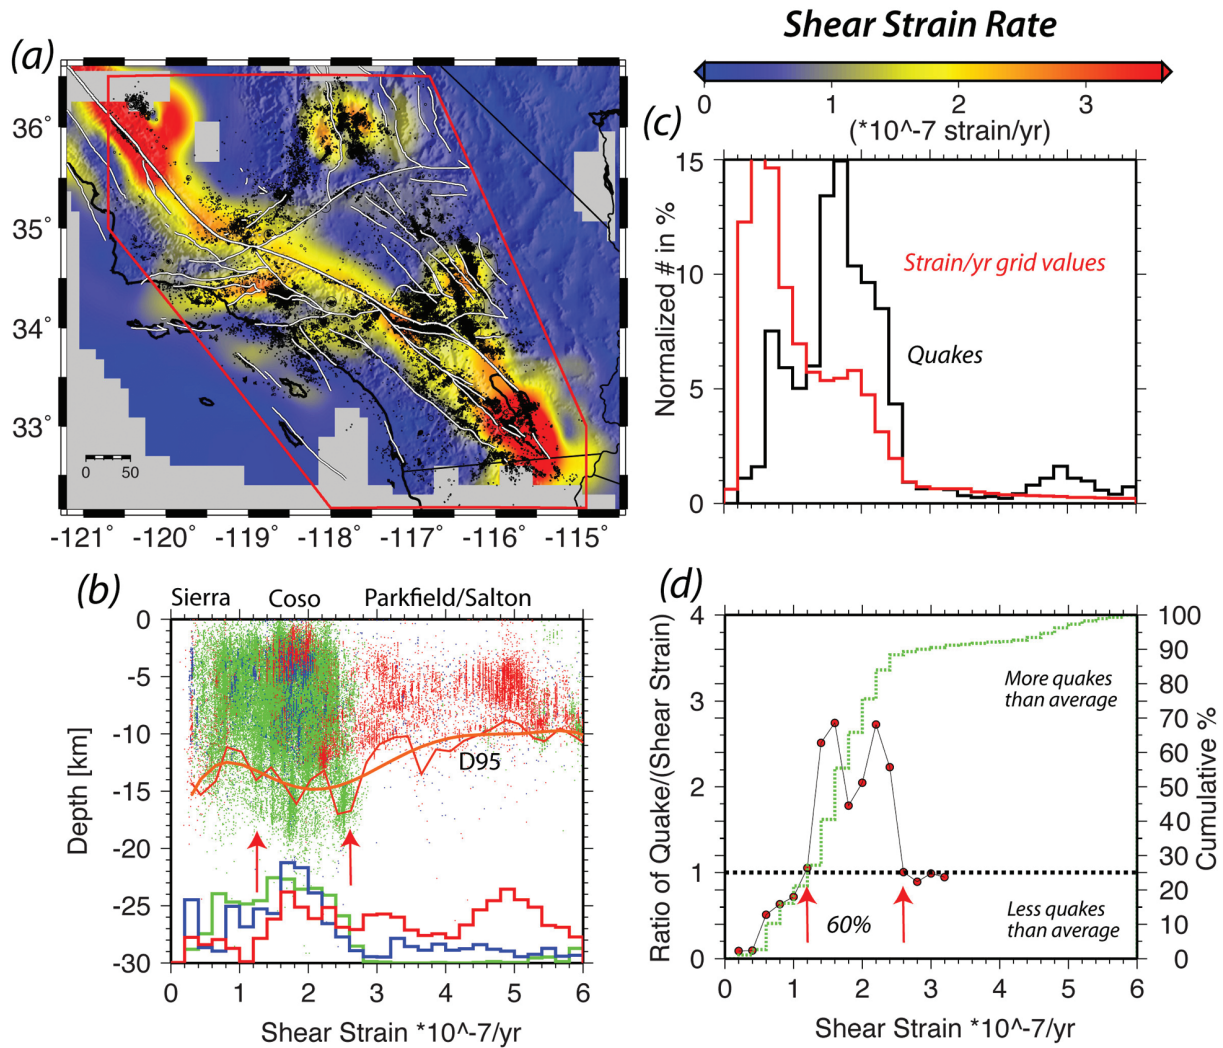 Shear Strain Rate
0 1 2 3
(*10^-7 strain/yr)
(a)
36°
35°
34°
33°
0 50
-121° -120° -119° -118° -117° -116° -115°
(c)
Normalized # in %
15
10
5
0
Strain/yr grid values
Quakes
(b)
Sierra Coso Parkfield/Salton
Depth [km]
0
-5
-10
-15
-20
-25
-30
D95
0 1 2 3 4 5 6
Shear Strain *10^-7/yr
(d)
Ratio of Quake/(Shear Strain)
4
3
2
1
0
More quakes
than average
Less quakes
than average
60%
100
90
80
70
60
50
40
30
20
10
0
Cumulative %
0 1 2 3 4 5 6
Shear Strain *10^-7/yr